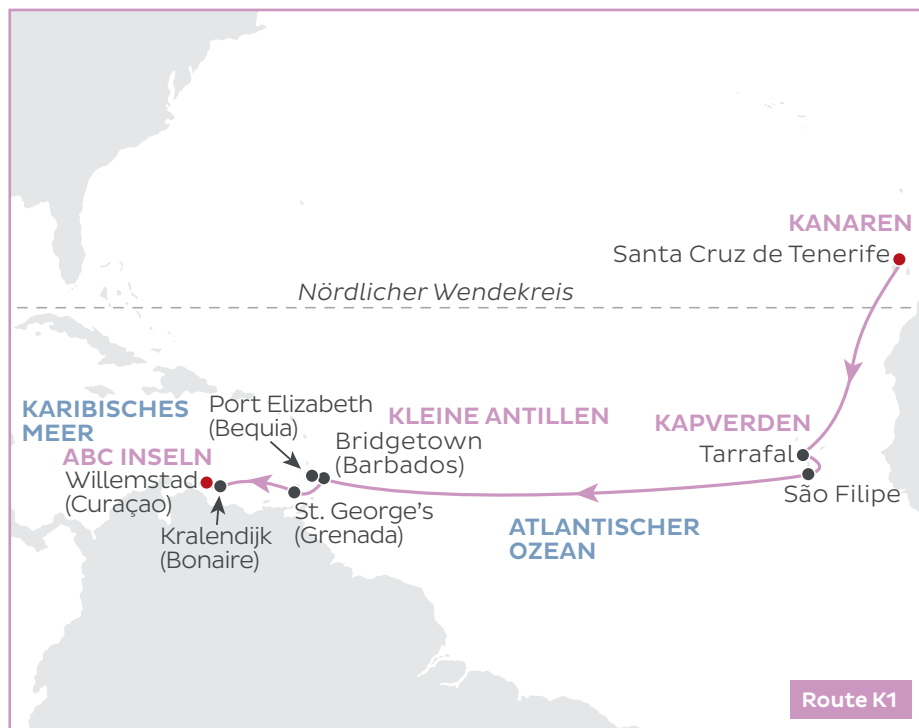 KANAREN
Santa Cruz de Tenerife
Nördlicher Wendekreis
KARIBISCHES
MEER
Port Elizabeth
(Bequia)
KLEINE ANTILLEN
KAPVERDEN
Bridgetown
(Barbados)
Tarrafal
ABC INSELN
Willemstad
(Curaçao)
São Filipe
St. George's
(Grenada)
Kralendijk
(Bonaire)
ATLANTISCHER
OZEAN
Route K1